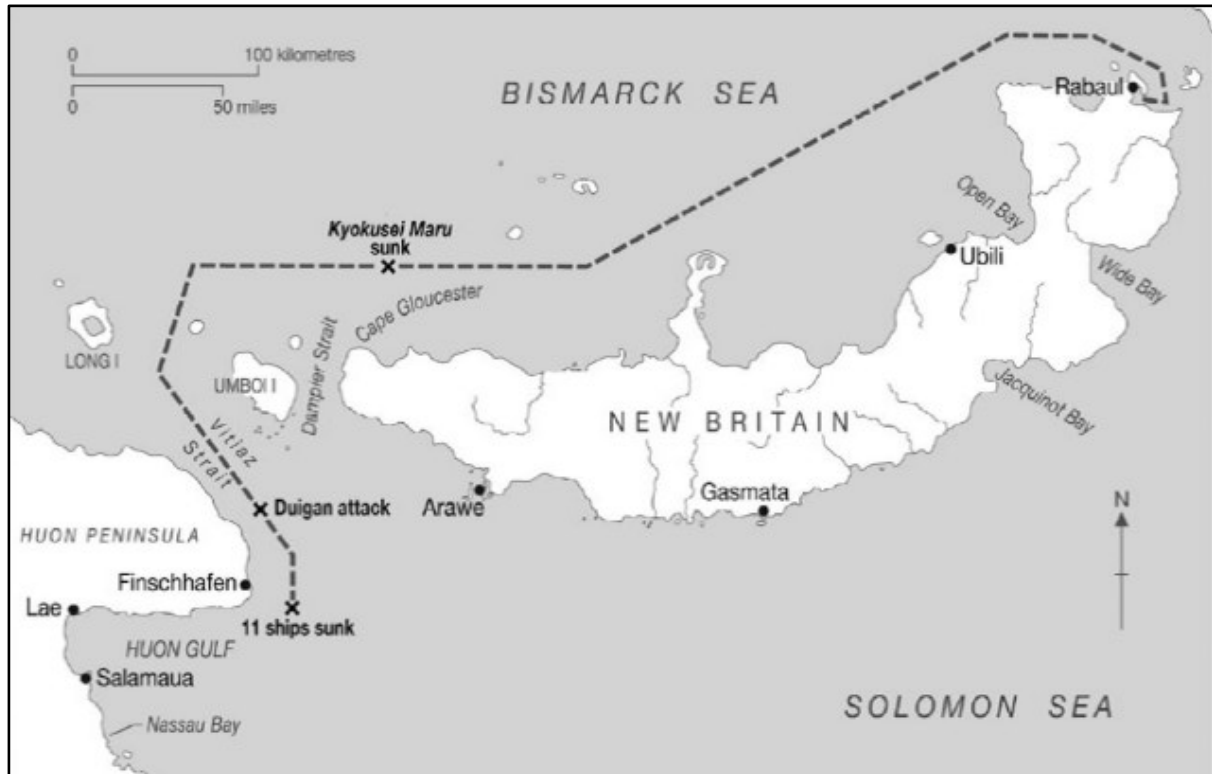 0 100 kilometres
0 50 miles
BISMARCK SEA
Rabaul
Open Bay
Kyokusei Maru
sunk
Ubili
Wide Bay
Cape Gloucester
LONG I
Dampier Strait
UMBOI I
Jacquinot Bay
NEW BRITAIN
Vitiaz
Strait
Duigan attack
Arawe
Gasmata
N
HUON PENINSULA
Finschhafen
Lae
11 ships sunk
HUON GULF
Salamaua
SOLOMON SEA
Nassau Bay